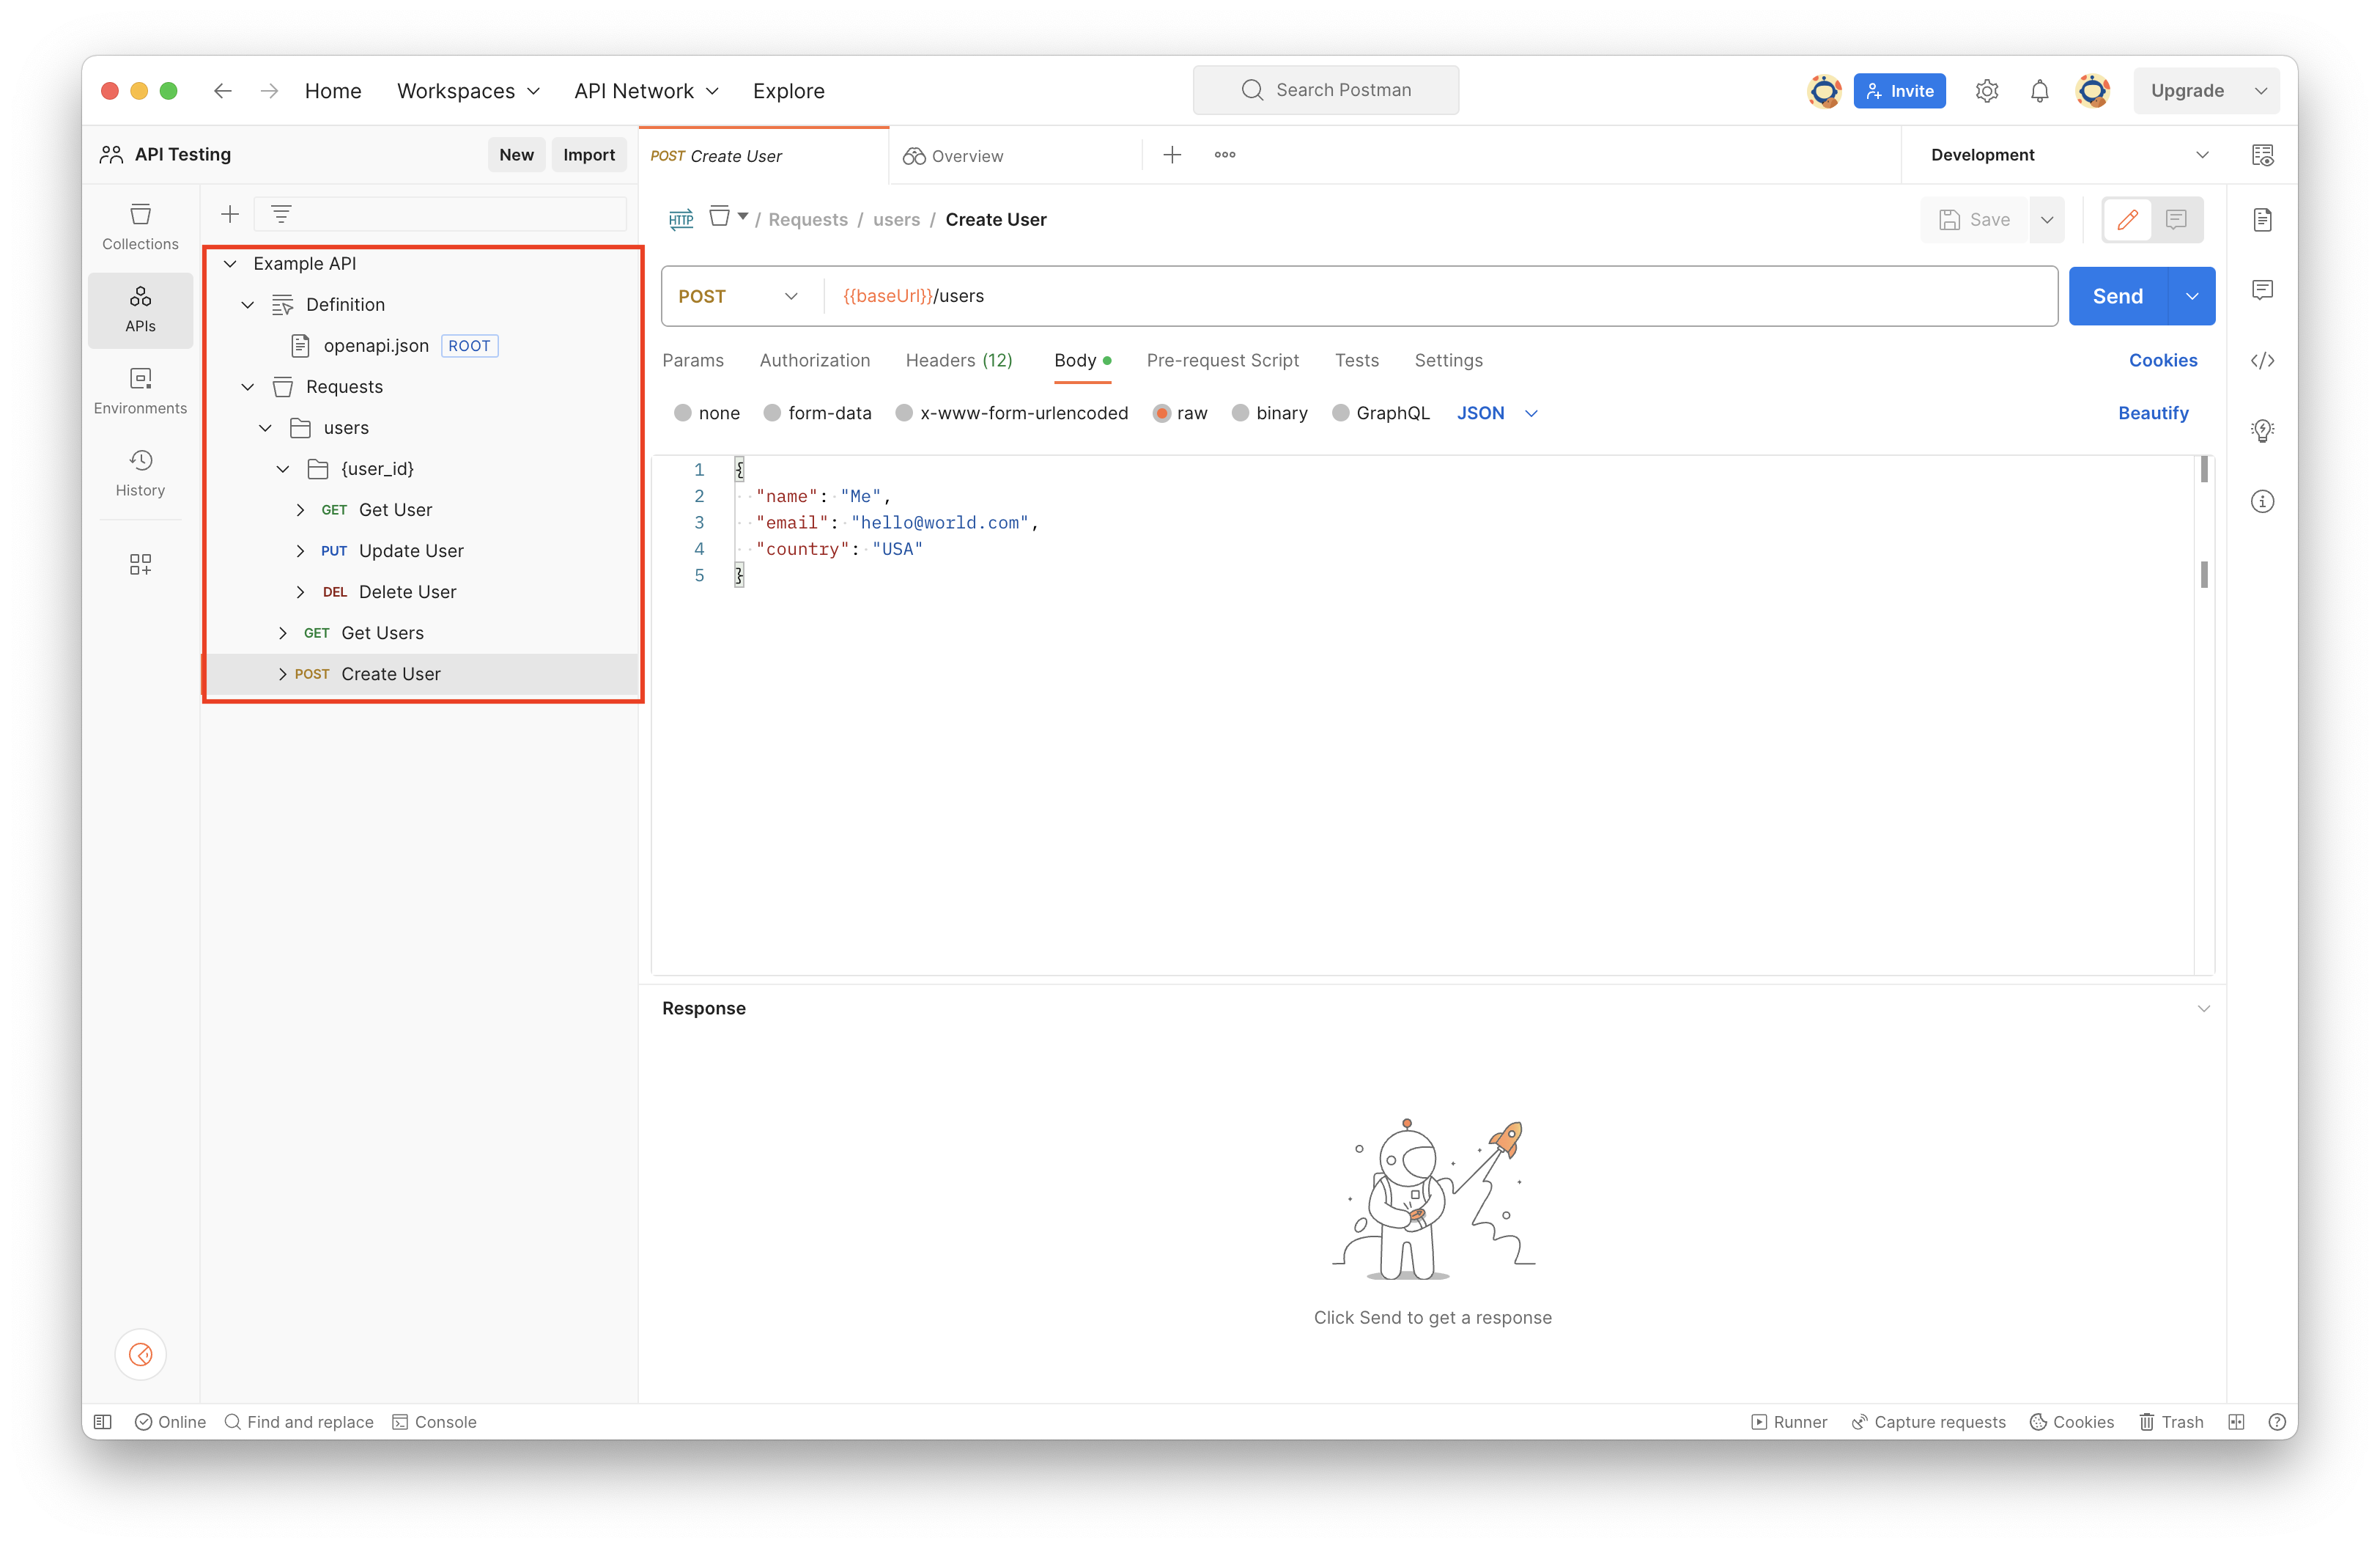 Home Workspaces API Network Explore Search Postman Invite Upgrade
API Testing New Import POST Create User Overview Development
Collections
APIs
Environments
History
Example API
Definition
openapi.json ROOT
Requests
users
{user_id}
GET Get User
PUT Update User
DEL Delete User
GET Get Users
POST Create User
HTTP / Requests / users / Create User Save
POST {{baseUrl}}/users Send
Params Authorization Headers (12) Body Pre-request Script Tests Settings Cookies
none form-data x-www-form-urlencoded raw binary GraphQL JSON Beautify
1 {
2 "name": "Me",
3 "email": "hello@world.com",
4 "country": "USA"
5 }
Response
Click Send to get a response
Online Find and replace Console Runner Capture requests Cookies Trash